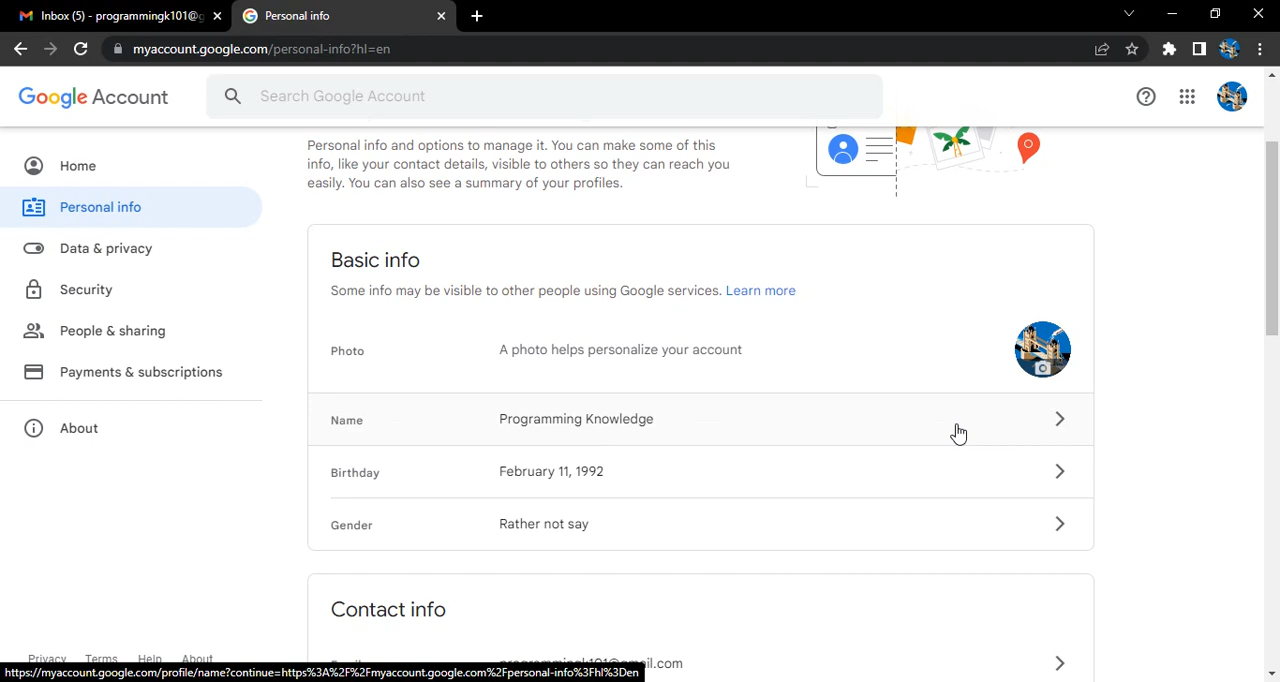 Inbox (5) - programmingk101@g
Personal info
myaccount.google.com/personal-info?hl=en
Google Account
Search Google Account
Personal info and options to manage it. You can make some of this
info, like your contact details, visible to others so they can reach you
easily. You can also see a summary of your profiles.
Home
Personal info
Data & privacy
Security
People & sharing
Payments & subscriptions
About
Basic info
Some info may be visible to other people using Google services. Learn more
Photo A photo helps personalize your account
Name Programming Knowledge
Birthday February 11, 1992
Gender Rather not say
Contact info
programmingk101@gmail.com
Privacy Terms Help About
https://myaccount.google.com/profile/name?continue=https%3A%2F%2Fmyaccount.google.com%2Fpersonal-info%3Fhl%3Den